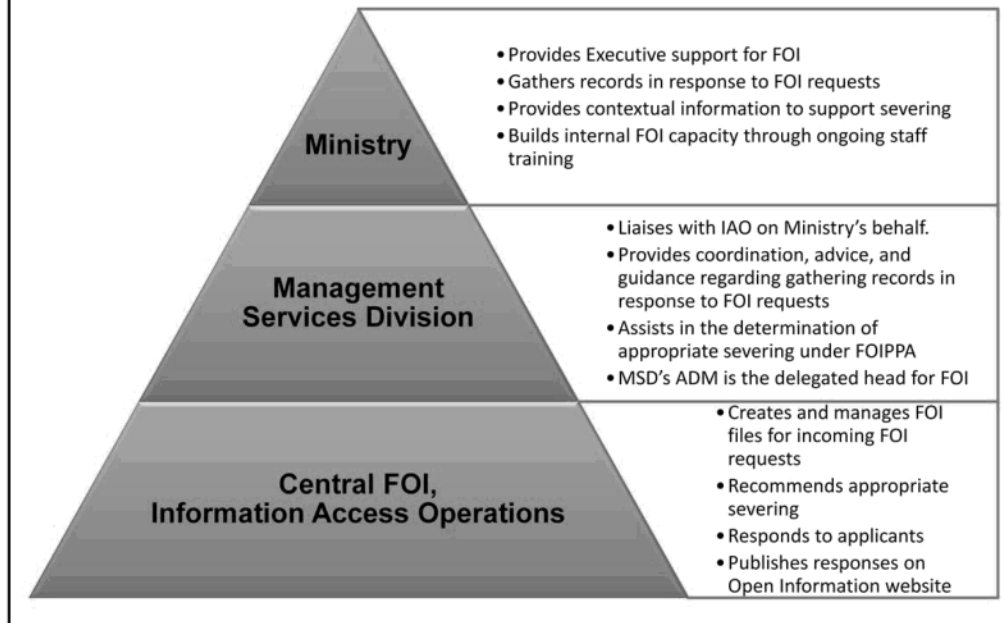 Ministry
• Provides Executive support for FOI
• Gathers records in response to FOI requests
• Provides contextual information to support severing
• Builds internal FOI capacity through ongoing staff
training
Management
Services Division
• Liaises with IAO on Ministry's behalf.
• Provides coordination, advice, and
guidance regarding gathering records in
response to FOI requests
• Assists in the determination of
appropriate severing under FOIPPA
• MSD's ADM is the delegated head for FOI
Central FOI,
Information Access Operations
• Creates and manages FOI
files for incoming FOI
requests
• Recommends appropriate
severing
• Responds to applicants
• Publishes responses on
Open Information website